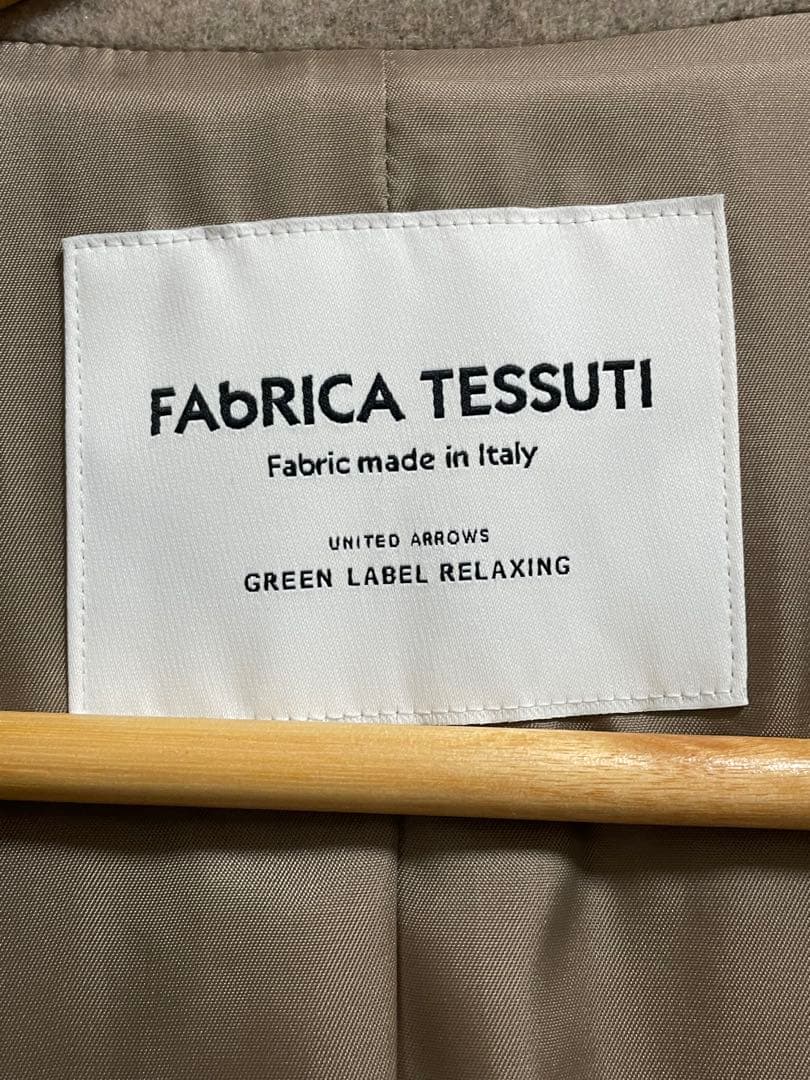 FAbRICA TESSUTI
Fabric made in Italy
UNITED ARROWS
GREEN LABEL RELAXING